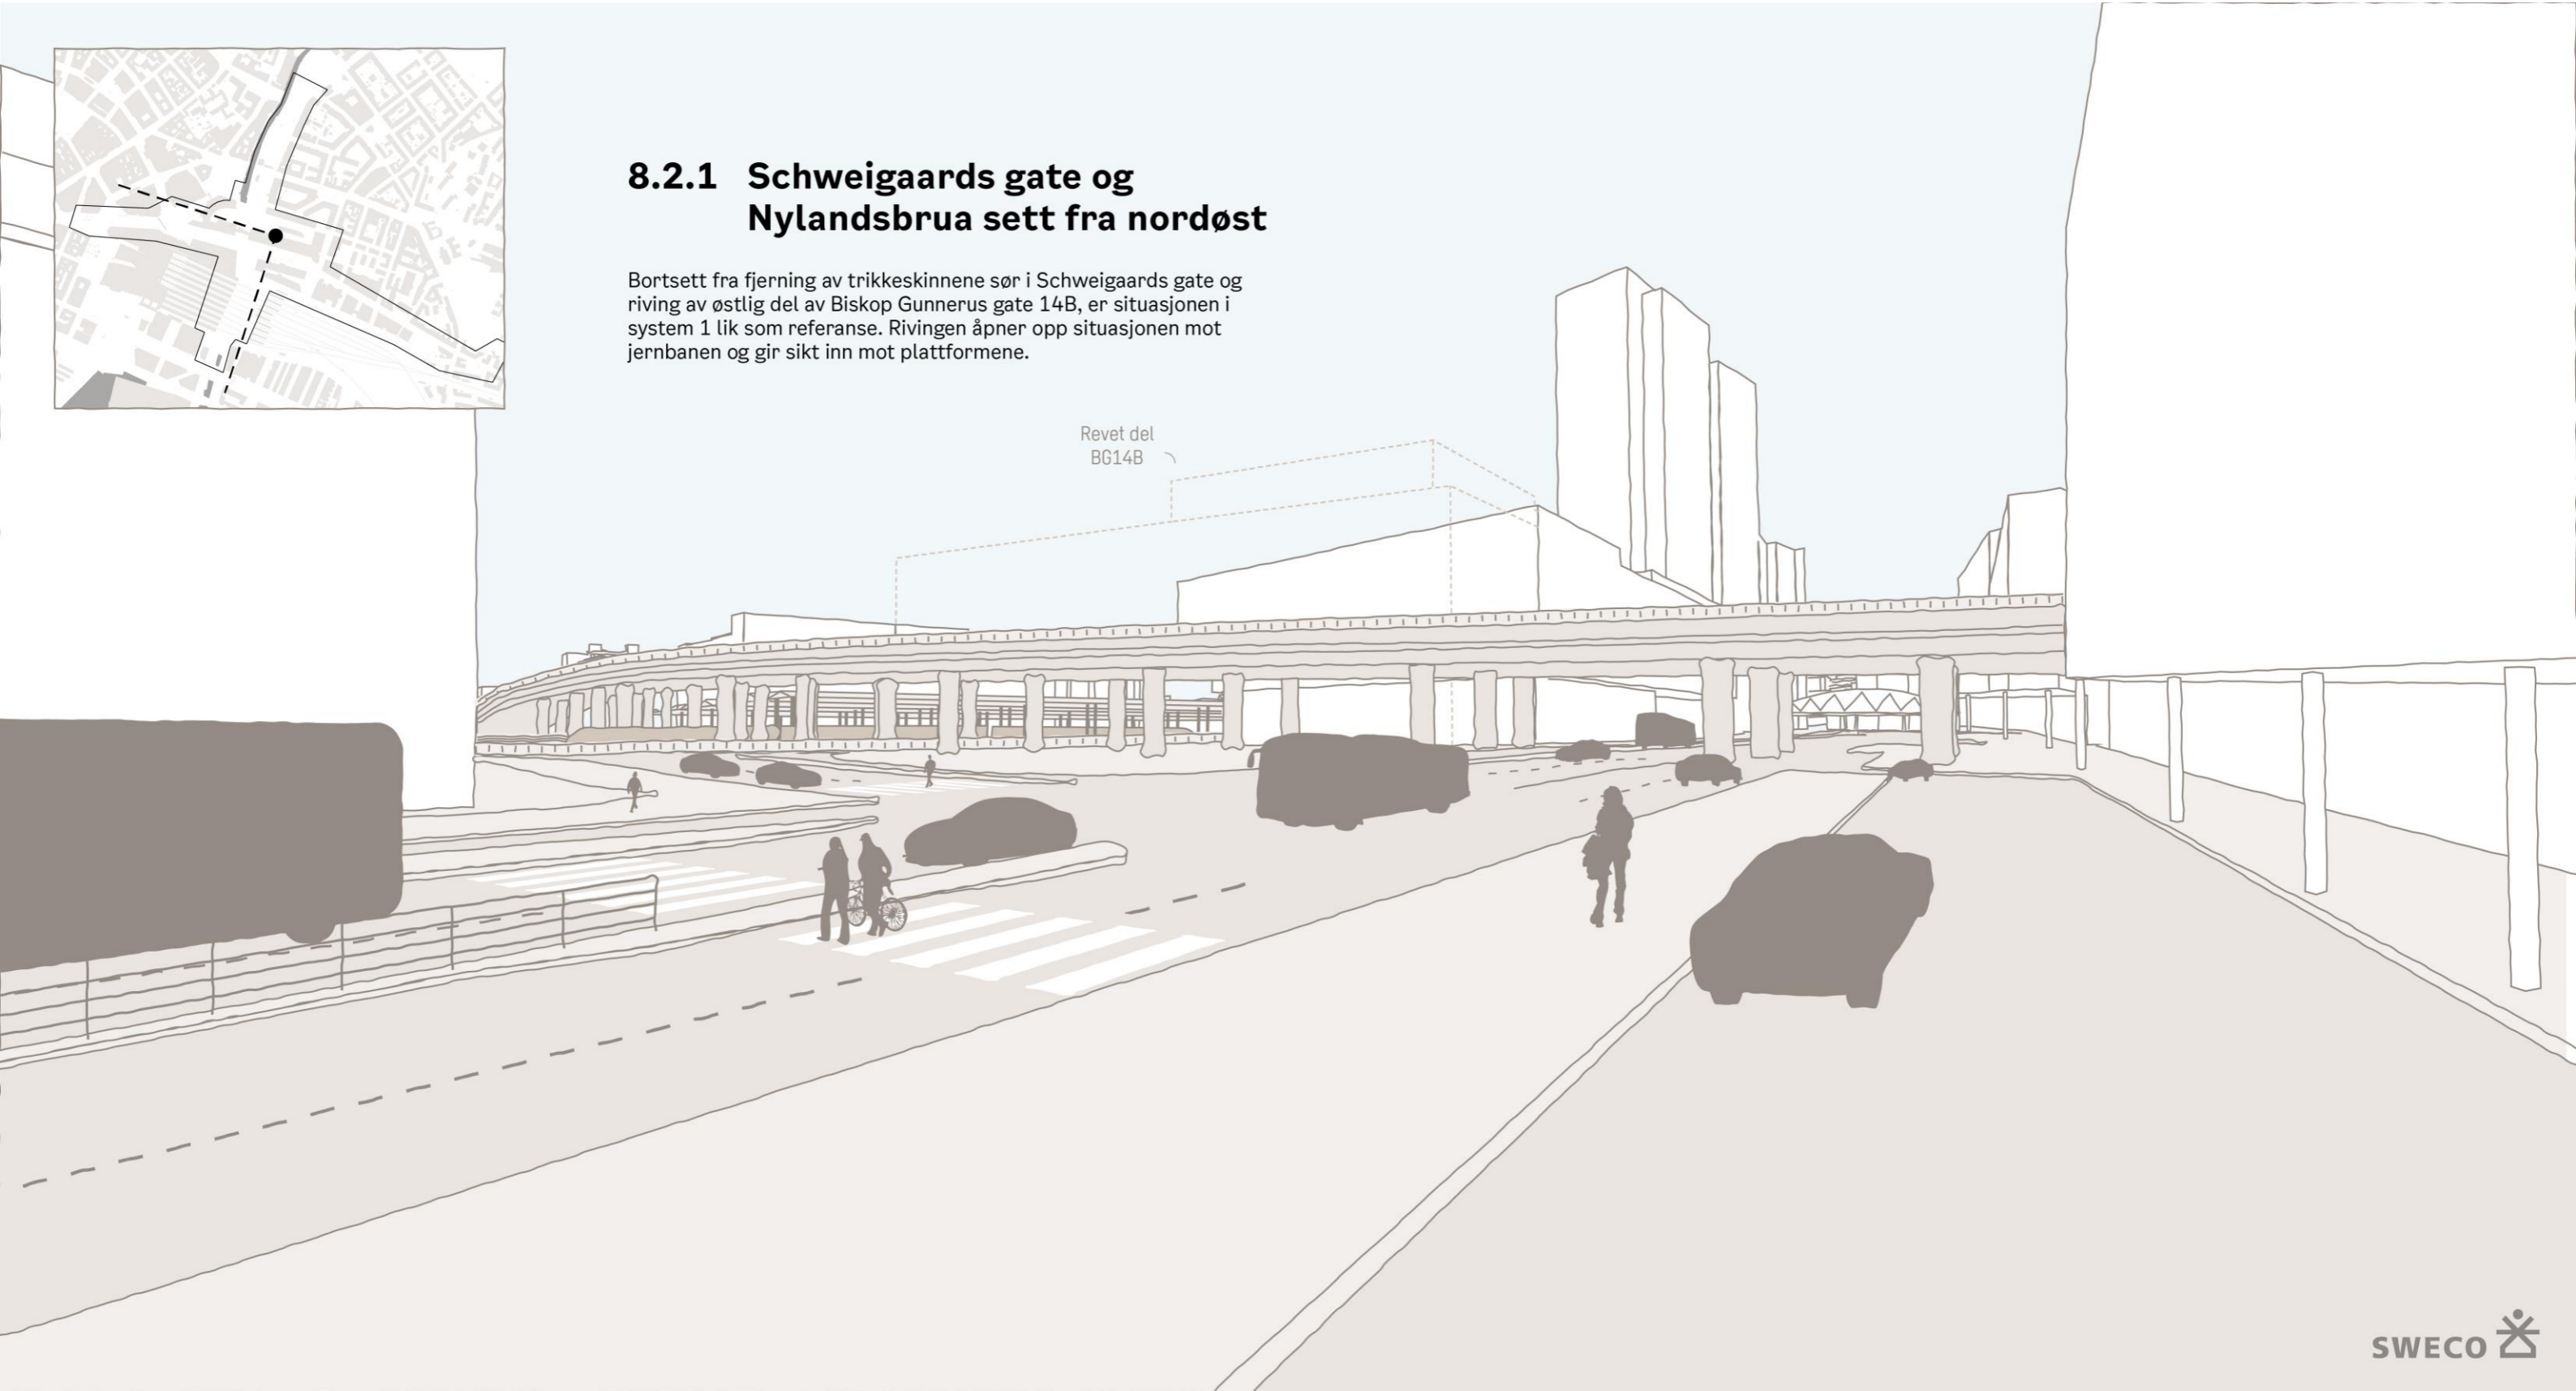 8.2.1 Schweigaards gate og
Nylandsbrua sett fra nordøst
Bortsett fra fjerning av trikkeskinnene sør i Schweigaards gate og
riving av østlig del av Biskop Gunnerus gate 14B, er situasjonen i
system 1 lik som referanse. Rivingen åpner opp situasjonen mot
jernbanen og gir sikt inn mot plattformene.
Revet del
BG14B
SWECO